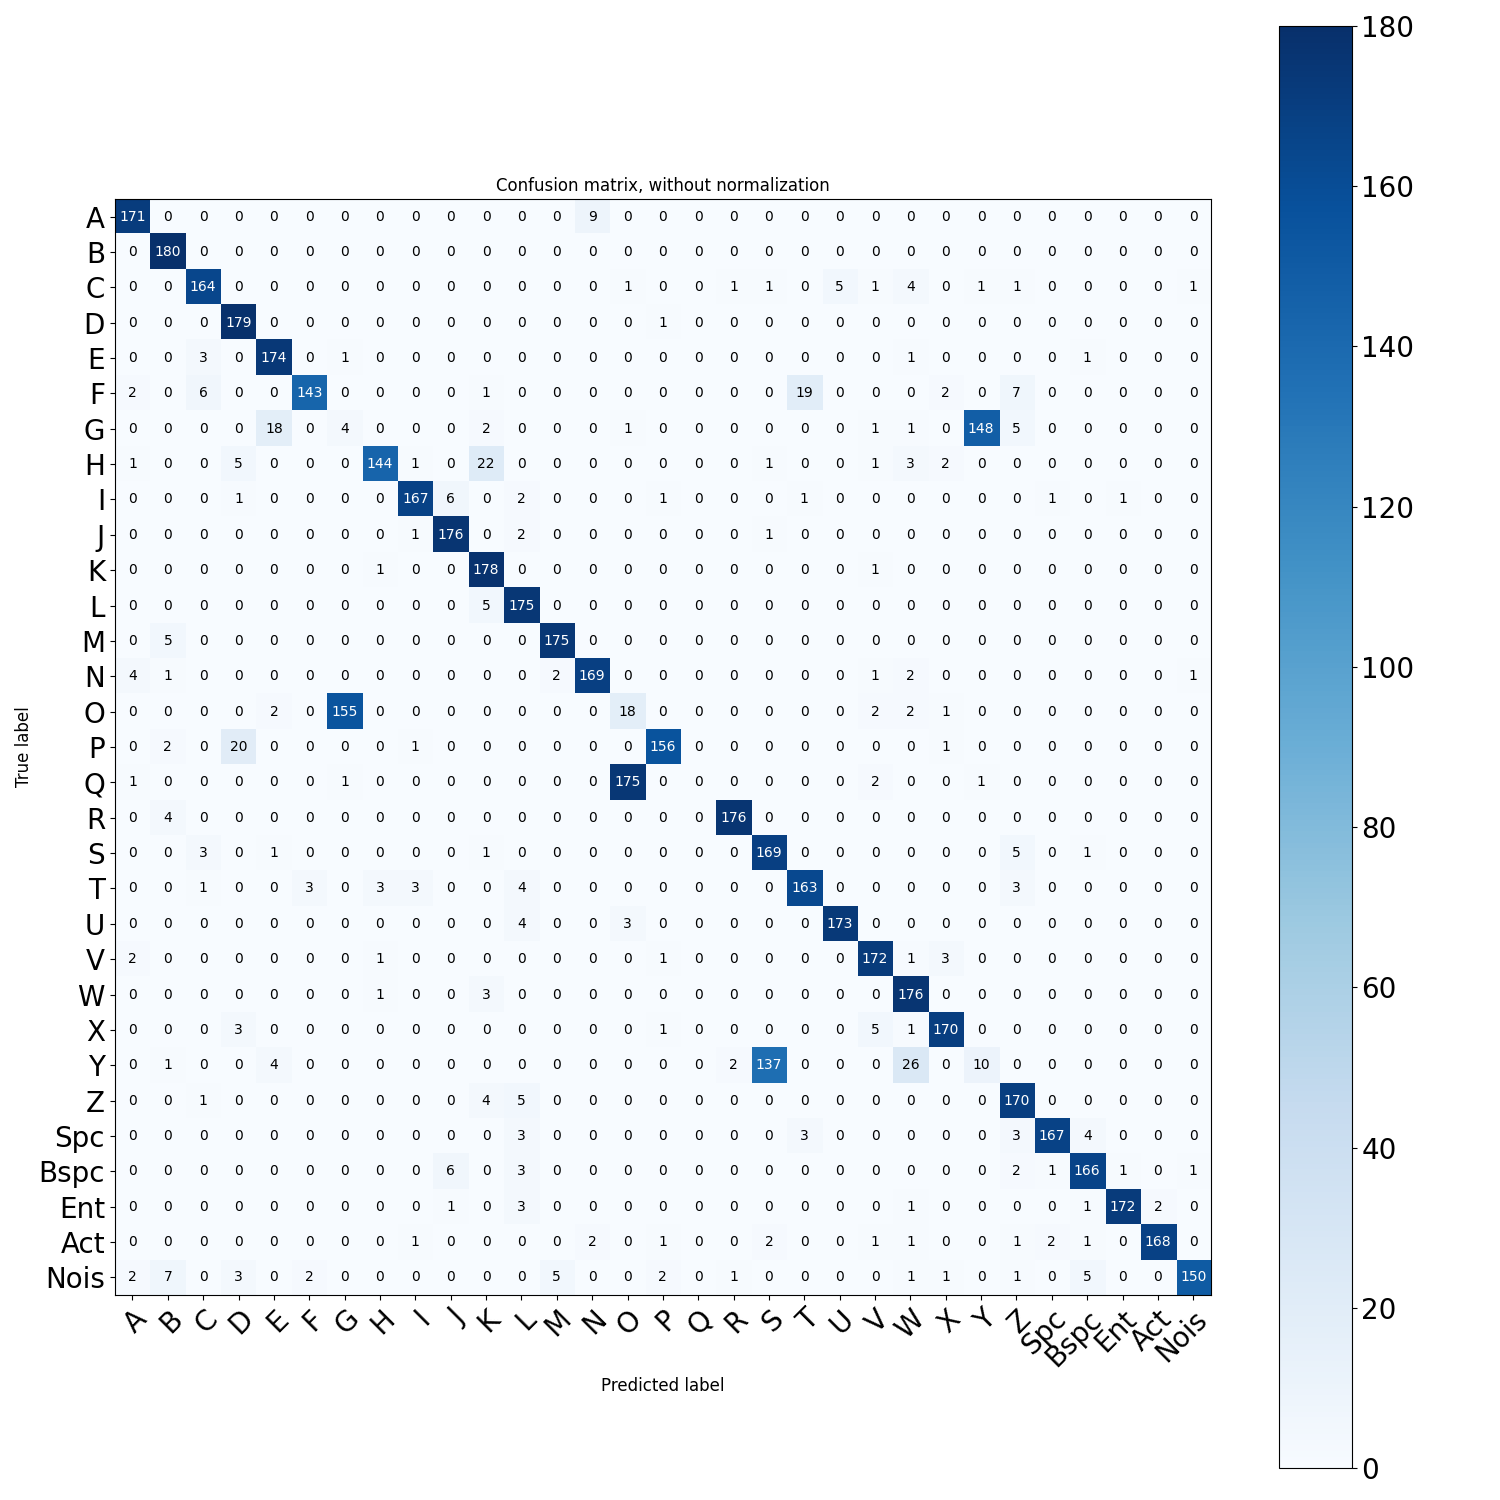 Confusion matrix, without normalization
A 171 0 0 0 0 0 0 0 0 0 0 0 0 9 0 0 0 0 0 0 0 0 0 0 0 0 0 0 0 0 0
B 0 180 0 0 0 0 0 0 0 0 0 0 0 0 0 0 0 0 0 0 0 0 0 0 0 0 0 0 0 0 0
C 0 0 164 0 0 0 0 0 0 0 0 0 0 0 1 0 0 1 1 0 5 1 4 0 1 1 0 0 0 0 1
D 0 0 0 179 0 0 0 0 0 0 0 0 0 0 0 1 0 0 0 0 0 0 0 0 0 0 0 0 0 0 0
E 0 0 3 0 174 0 1 0 0 0 0 0 0 0 0 0 0 0 0 0 0 0 1 0 0 0 0 1 0 0 0
F 2 0 6 0 0 143 0 0 0 0 1 0 0 0 0 0 0 0 0 19 0 0 0 2 0 7 0 0 0 0 0
G 0 0 0 0 18 0 4 0 0 0 2 0 0 0 1 0 0 0 0 0 0 1 1 0 148 5 0 0 0 0 0
H 1 0 0 5 0 0 0 144 1 0 22 0 0 0 0 0 0 0 1 0 0 1 3 2 0 0 0 0 0 0 0
I 0 0 0 1 0 0 0 0 167 6 0 2 0 0 0 1 0 0 0 1 0 0 0 0 0 0 1 0 1 0 0
J 0 0 0 0 0 0 0 0 1 176 0 2 0 0 0 0 0 0 1 0 0 0 0 0 0 0 0 0 0 0 0
K 0 0 0 0 0 0 0 1 0 0 178 0 0 0 0 0 0 0 0 0 0 1 0 0 0 0 0 0 0 0 0
L 0 0 0 0 0 0 0 0 0 0 5 175 0 0 0 0 0 0 0 0 0 0 0 0 0 0 0 0 0 0 0
M 0 5 0 0 0 0 0 0 0 0 0 0 175 0 0 0 0 0 0 0 0 0 0 0 0 0 0 0 0 0 0
N 4 1 0 0 0 0 0 0 0 0 0 0 2 169 0 0 0 0 0 0 0 1 2 0 0 0 0 0 0 0 1
O 0 0 0 0 2 0 155 0 0 0 0 0 0 0 18 0 0 0 0 0 0 2 2 1 0 0 0 0 0 0 0
P 0 2 0 20 0 0 0 0 1 0 0 0 0 0 0 156 0 0 0 0 0 0 0 1 0 0 0 0 0 0 0
Q 1 0 0 0 0 0 1 0 0 0 0 0 0 0 175 0 0 0 0 0 0 2 0 0 1 0 0 0 0 0 0
R 0 4 0 0 0 0 0 0 0 0 0 0 0 0 0 0 0 176 0 0 0 0 0 0 0 0 0 0 0 0 0
S 0 0 3 0 1 0 0 0 0 0 1 0 0 0 0 0 0 0 169 0 0 0 0 0 0 5 0 1 0 0 0
T 0 0 1 0 0 3 0 3 3 0 0 4 0 0 0 0 0 0 0 163 0 0 0 0 0 3 0 0 0 0 0
U 0 0 0 0 0 0 0 0 0 0 0 4 0 0 3 0 0 0 0 0 173 0 0 0 0 0 0 0 0 0 0
V 2 0 0 0 0 0 0 1 0 0 0 0 0 0 0 1 0 0 0 0 0 172 1 3 0 0 0 0 0 0 0
W 0 0 0 0 0 0 0 1 0 0 3 0 0 0 0 0 0 0 0 0 0 0 176 0 0 0 0 0 0 0 0
X 0 0 0 3 0 0 0 0 0 0 0 0 0 0 0 1 0 0 0 0 0 5 1 170 0 0 0 0 0 0 0
Y 0 1 0 0 4 0 0 0 0 0 0 0 0 0 0 0 0 2 137 0 0 0 26 0 10 0 0 0 0 0 0
Z 0 0 1 0 0 0 0 0 0 0 4 5 0 0 0 0 0 0 0 0 0 0 0 0 0 170 0 0 0 0 0
Spc 0 0 0 0 0 0 0 0 0 0 0 3 0 0 0 0 0 0 0 3 0 0 0 0 0 3 167 4 0 0 0
Bspc 0 0 0 0 0 0 0 0 0 6 0 3 0 0 0 0 0 0 0 0 0 0 0 0 0 2 1 166 1 0 1
Ent 0 0 0 0 0 0 0 0 0 1 0 3 0 0 0 0 0 0 0 0 0 0 1 0 0 0 0 1 172 2 0
Act 0 0 0 0 0 0 0 0 1 0 0 0 0 2 0 1 0 0 2 0 0 1 1 0 0 1 2 1 0 168 0
Nois 2 7 0 3 0 2 0 0 0 0 0 0 5 0 0 2 0 1 0 0 0 0 1 1 0 1 0 5 0 0 150
A B C D E F G H I J K L M N O P Q R S T U V W X Y Z Spc Bspc Ent Act Nois
Predicted label
True label
180
160
140
120
100
80
60
40
20
0